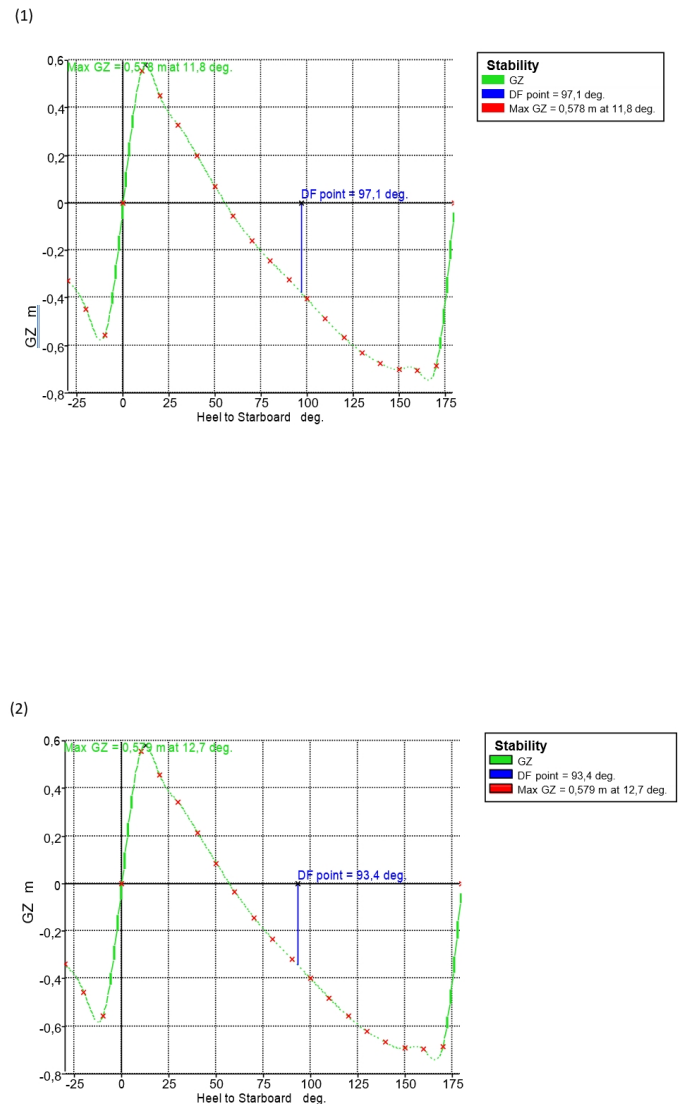 (1)
Max GZ = 0,578 m at 11,8 deg.
0,6
0,4
0,2
0
-0,2
-0,4
-0,6
-0,8
GZ m
DF point = 97,1 deg.
-25 0 25 50 75 100 125 150 175
Heel to Starboard deg.
Stability
GZ
DF point = 97,1 deg.
Max GZ = 0,578 m at 11,8 deg.
(2)
Max GZ = 0,579 m at 12,7 deg.
0,6
0,4
0,2
0
-0,2
-0,4
-0,6
-0,8
GZ m
DF point = 93,4 deg.
-25 0 25 50 75 100 125 150 175
Heel to Starboard deg.
Stability
GZ
DF point = 93,4 deg.
Max GZ = 0,579 m at 12,7 deg.